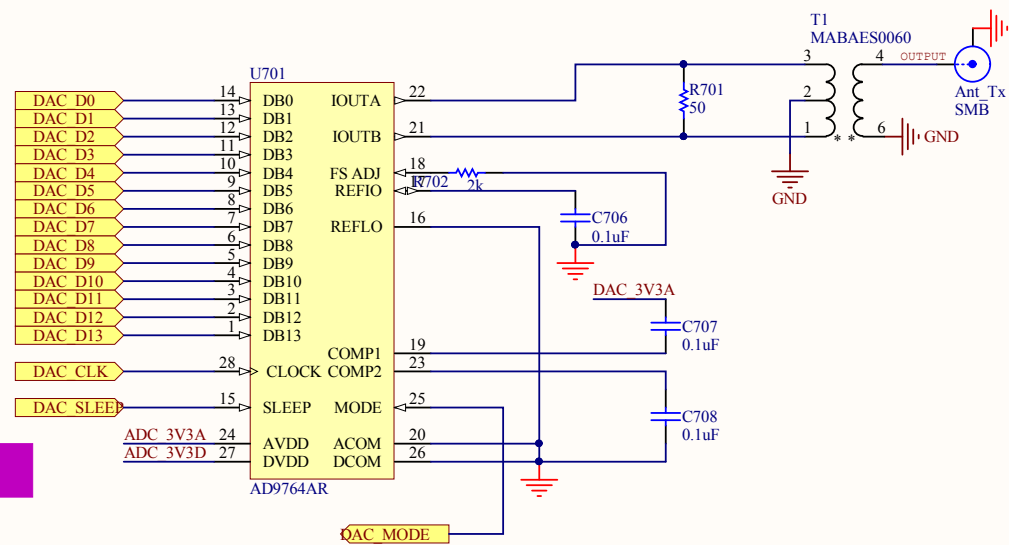 T1
MABAES0060
3
4
OUTPUT
Ant_Tx
SMB
2
1
* *
6
GND
GND
R701
50
U701
DAC_D0 14 DB0 IOUTA 22
DAC_D1 13 DB1
DAC_D2 12 DB2 IOUTB 21
DAC_D3 11 DB3
DAC_D4 10 DB4 FS ADJ 18
R702
2k
DAC_D5 9 DB5 REFIO 17
DAC_D6 8 DB6
C706
0.1uF
DAC_D7 7 DB7 REFLO 16
DAC_D8 6 DB8
DAC_D9 5 DB9
DAC_D10 4 DB10
DAC_D11 3 DB11
DAC_3V3A
DAC_D12 2 DB12
DAC_D13 1 DB13
C707
0.1uF
COMP1 19
DAC_CLK 28 CLOCK COMP2 23
DAC_SLEEP 15 SLEEP MODE 25
C708
0.1uF
ADC_3V3A 24 AVDD ACOM 20
ADC_3V3D 27 DVDD DCOM 26
AD9764AR
DAC_MODE